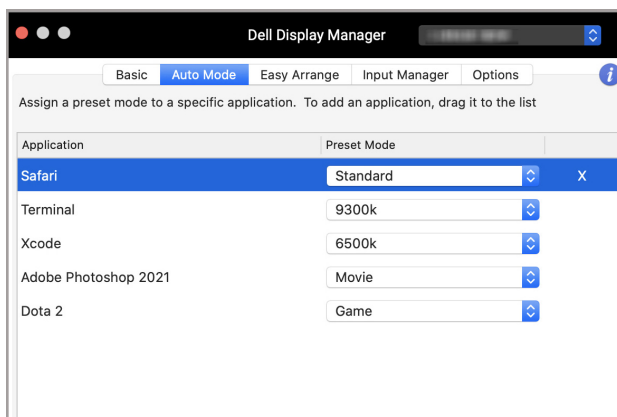 Dell Display Manager
Basic Auto Mode Easy Arrange Input Manager Options i
Assign a preset mode to a specific application. To add an application, drag it to the list
Application Preset Mode
Safari Standard X
Terminal 9300k
Xcode 6500k
Adobe Photoshop 2021 Movie
Dota 2 Game